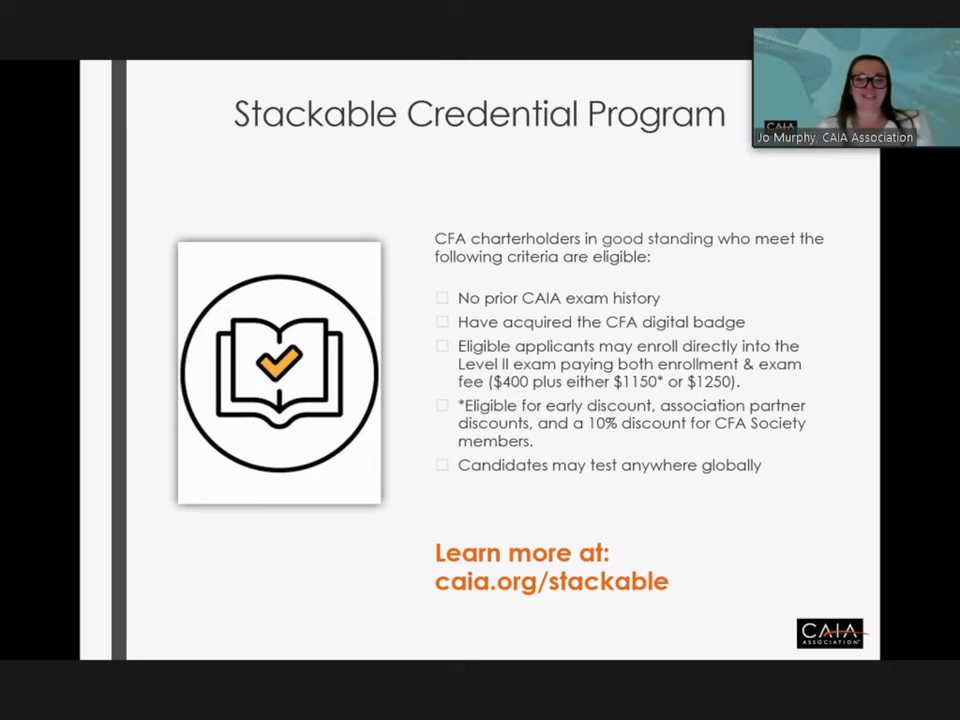 Stackable Credential Program
CAIA
Jo Murphy, CAIA Association
CFA charterholders in good standing who meet the
following criteria are eligible:
No prior CAIA exam history
Have acquired the CFA digital badge
Eligible applicants may enroll directly into the
Level II exam paying both enrollment & exam
fee ($400 plus either $1150* or $1250).
*Eligible for early discount, association partner
discounts, and a 10% discount for CFA Society
members.
Candidates may test anywhere globally
Learn more at:
caia.org/stackable
CAIA
ASSOCIATION®